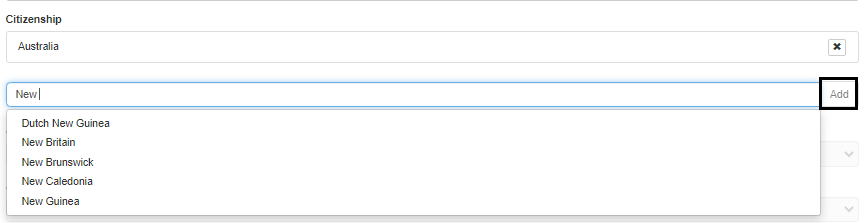 Citizenship
Australia
New
Add
Dutch New Guinea
New Britain
New Brunswick
New Caledonia
New Guinea